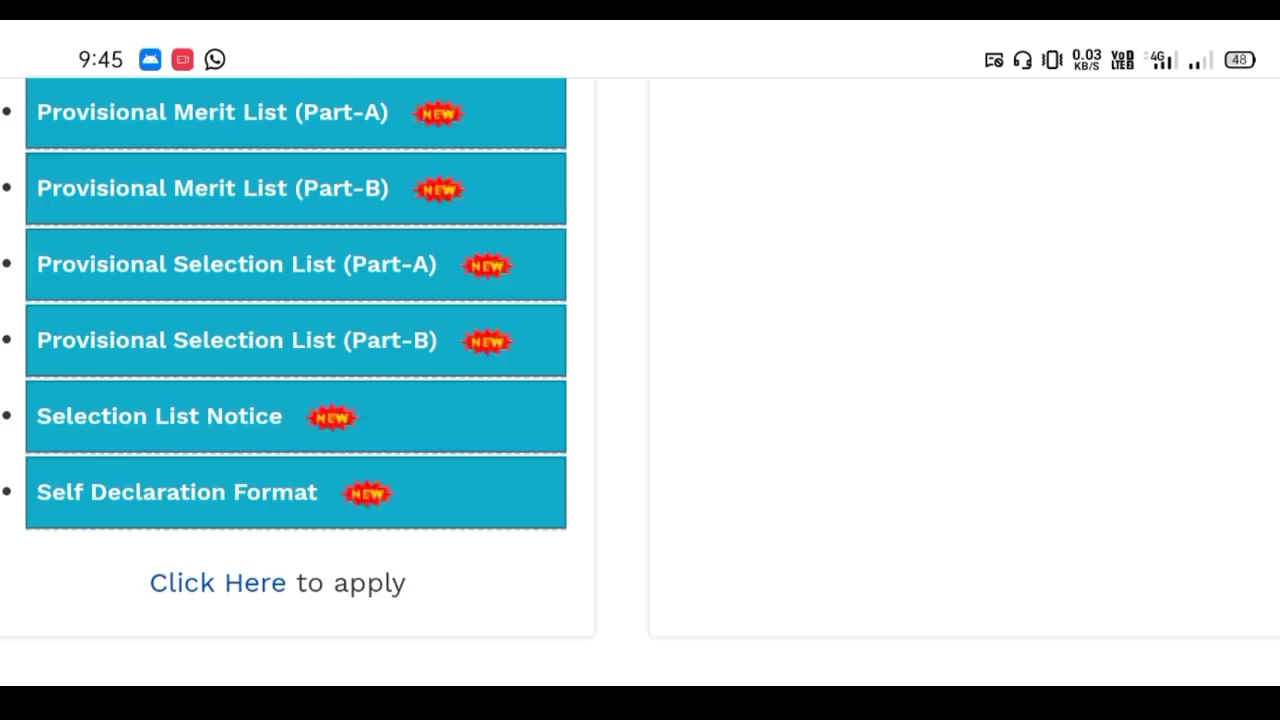 9:45
0.03
KB/S
VoD
LTE2
4G
48
Provisional Merit List (Part-A) NEW
Provisional Merit List (Part-B) NEW
Provisional Selection List (Part-A) NEW
Provisional Selection List (Part-B) NEW
Selection List Notice NEW
Self Declaration Format NEW
Click Here to apply